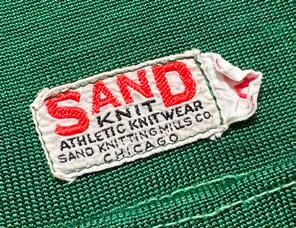 SAND
KNIT
ATHLETIC KNITWEAR
SAND KNITTING MILLS CO
CHICAGO